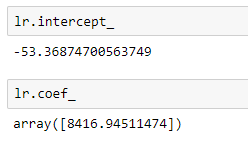 lr.intercept_
-53.36874700563749
lr.coef_
array([8416.94511474])